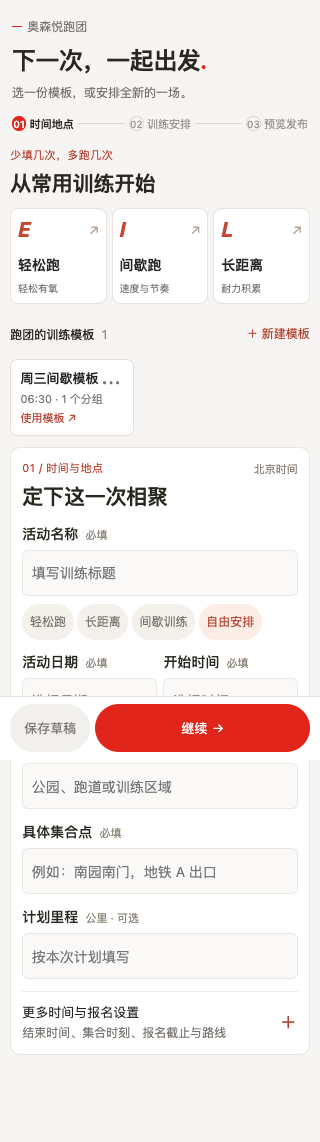 奥森悦跑团
下一次，一起出发.
选一份模板，或安排全新的一场。
01 时间地点 02 训练安排 03 预览发布
少填几次，多跑几次
从常用训练开始
E ↗ I ↗ L ↗
轻松跑 间歇跑 长距离
轻松有氧 速度与节奏 耐力积累
跑团的训练模板 1 + 新建模板
周三间歇模板 ...
06:30 · 1 个分组
使用模板 ↗
01 / 时间与地点 北京时间
定下这一次相聚
活动名称 必填
填写训练标题
轻松跑 长距离 间歇训练 自由安排
活动日期 必填 开始时间 必填
保存草稿 继续 →
公园、跑道或训练区域
具体集合点 必填
例如：南园南门，地铁 A 出口
计划里程 公里 · 可选
按本次计划填写
更多时间与报名设置 +
结束时间、集合时刻、报名截止与路线